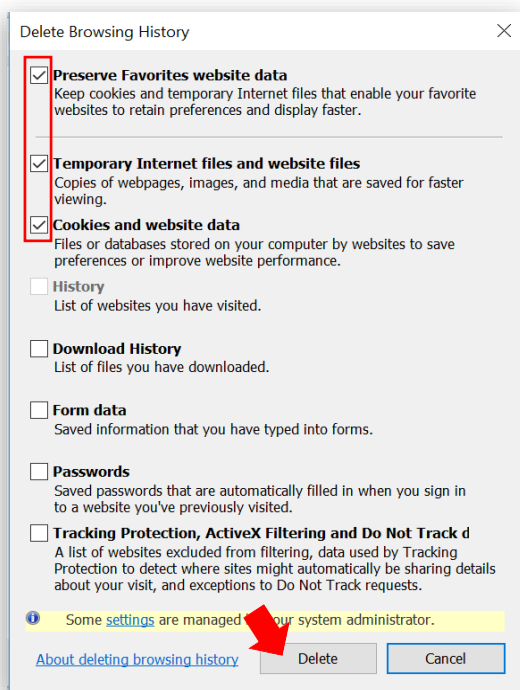 Delete Browsing History
Preserve Favorites website data
Keep cookies and temporary Internet files that enable your favorite
websites to retain preferences and display faster.
Temporary Internet files and website files
Copies of webpages, images, and media that are saved for faster
viewing.
Cookies and website data
Files or databases stored on your computer by websites to save
preferences or improve website performance.
History
List of websites you have visited.
Download History
List of files you have downloaded.
Form data
Saved information that you have typed into forms.
Passwords
Saved passwords that are automatically filled in when you sign in
to a website you've previously visited.
Tracking Protection, ActiveX Filtering and Do Not Track d
A list of websites excluded from filtering, data used by Tracking
Protection to detect where sites might automatically be sharing details
about your visit, and exceptions to Do Not Track requests.
Some settings are managed system administrator.
About deleting browsing history Delete Cancel